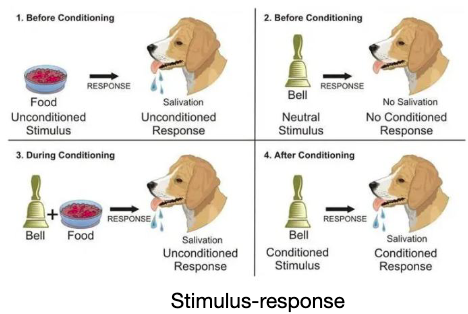 1. Before Conditioning
RESPONSE
Food
Unconditioned
Stimulus
Salivation
Unconditioned
Response
2. Before Conditioning
RESPONSE
Bell
Neutral
Stimulus
No Salivation
No Conditioned
Response
3. During Conditioning
+
RESPONSE
Bell
Food
Salivation
Unconditioned
Response
4. After Conditioning
RESPONSE
Bell
Conditioned
Stimulus
Salivation
Conditioned
Response
Stimulus-response